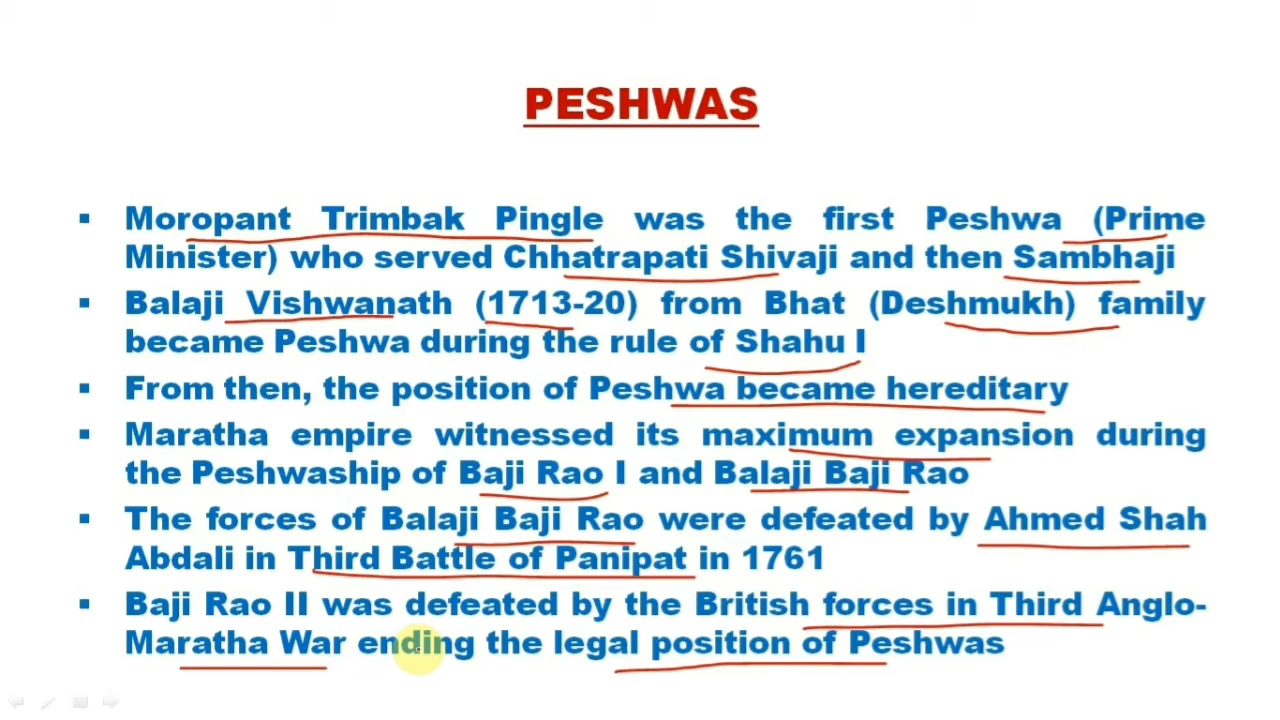 PESHWAS
▪ Moropant Trimbak Pingle was the first Peshwa (Prime
Minister) who served Chhatrapati Shivaji and then Sambhaji
▪ Balaji Vishwanath (1713-20) from Bhat (Deshmukh) family
became Peshwa during the rule of Shahu I
▪ From then, the position of Peshwa became hereditary
▪ Maratha empire witnessed its maximum expansion during
the Peshwaship of Baji Rao I and Balaji Baji Rao
▪ The forces of Balaji Baji Rao were defeated by Ahmed Shah
Abdali in Third Battle of Panipat in 1761
▪ Baji Rao II was defeated by the British forces in Third Anglo-
Maratha War ending the legal position of Peshwas